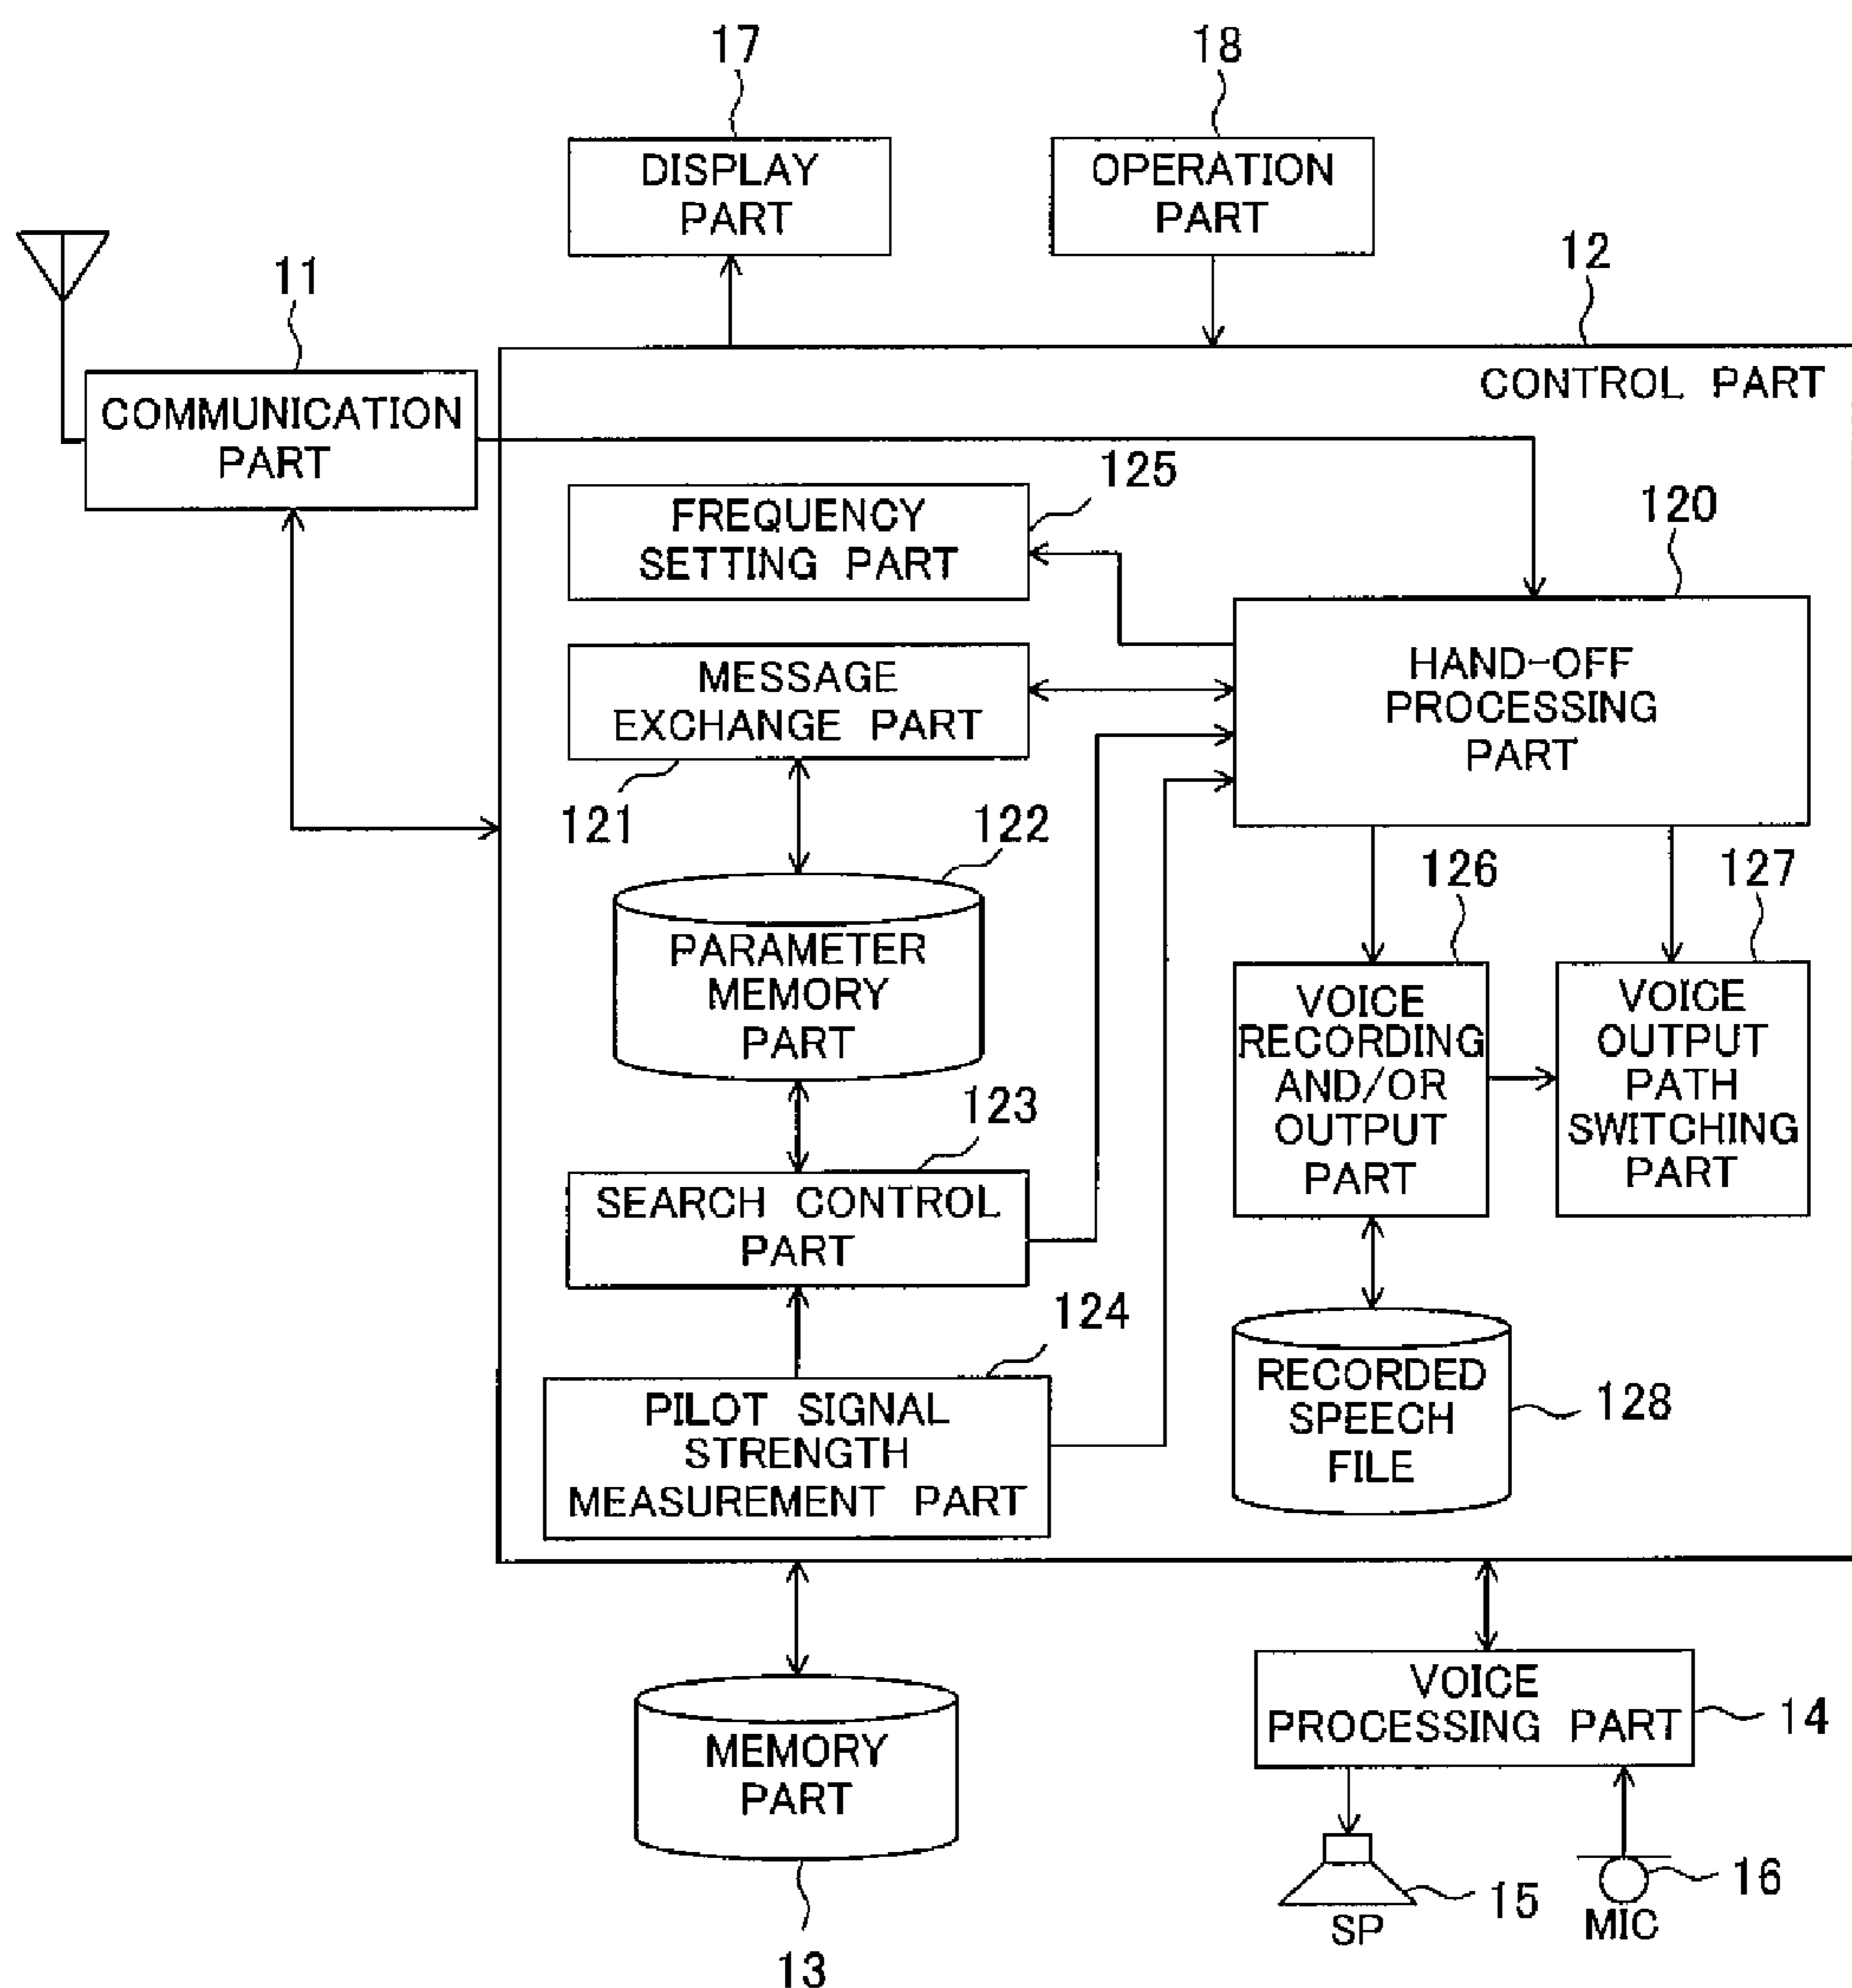 17
18
DISPLAY
PART
OPERATION
PART
11
12
COMMUNICATION
PART
CONTROL PART
125
FREQUENCY
SETTING PART
120
MESSAGE
EXCHANGE PART
121
HAND-OFF
PROCESSING
PART
122
PARAMETER
MEMORY
PART
126
127
VOICE
RECORDING
AND/OR
OUTPUT
PART
VOICE
OUTPUT
PATH
SWITCHING
PART
123
SEARCH CONTROL
PART
124
PILOT SIGNAL
STRENGTH
MEASUREMENT PART
RECORDED
SPEECH
FILE
128
MEMORY
PART
13
VOICE
PROCESSING PART
14
15
SP
16
MIC